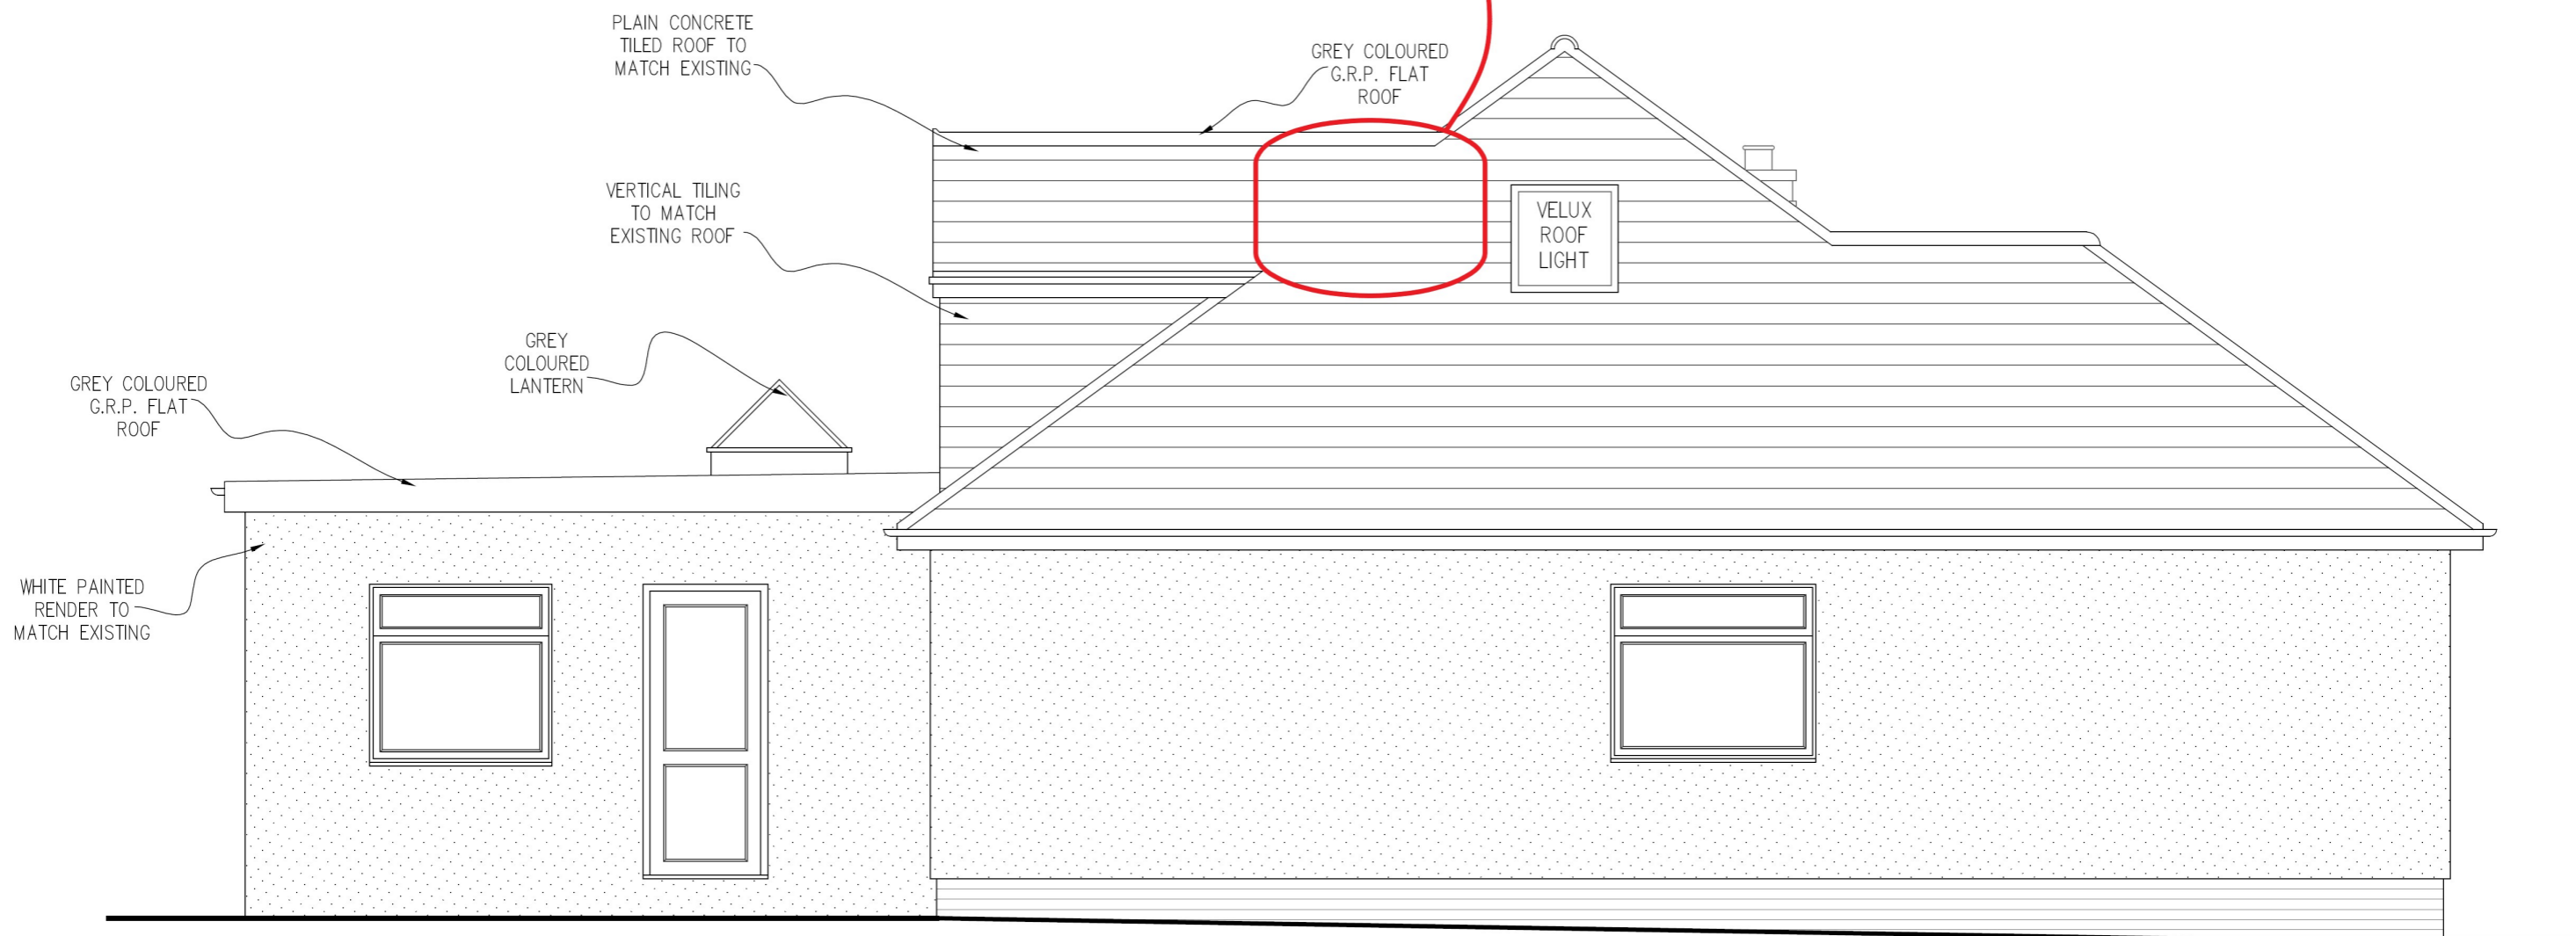 PLAIN CONCRETE
TILED ROOF TO
MATCH EXISTING
GREY COLOURED
G.R.P. FLAT
ROOF
VERTICAL TILING
TO MATCH
EXISTING ROOF
VELUX
ROOF
LIGHT
GREY
COLOURED
LANTERN
GREY COLOURED
G.R.P. FLAT
ROOF
WHITE PAINTED
RENDER TO
MATCH EXISTING